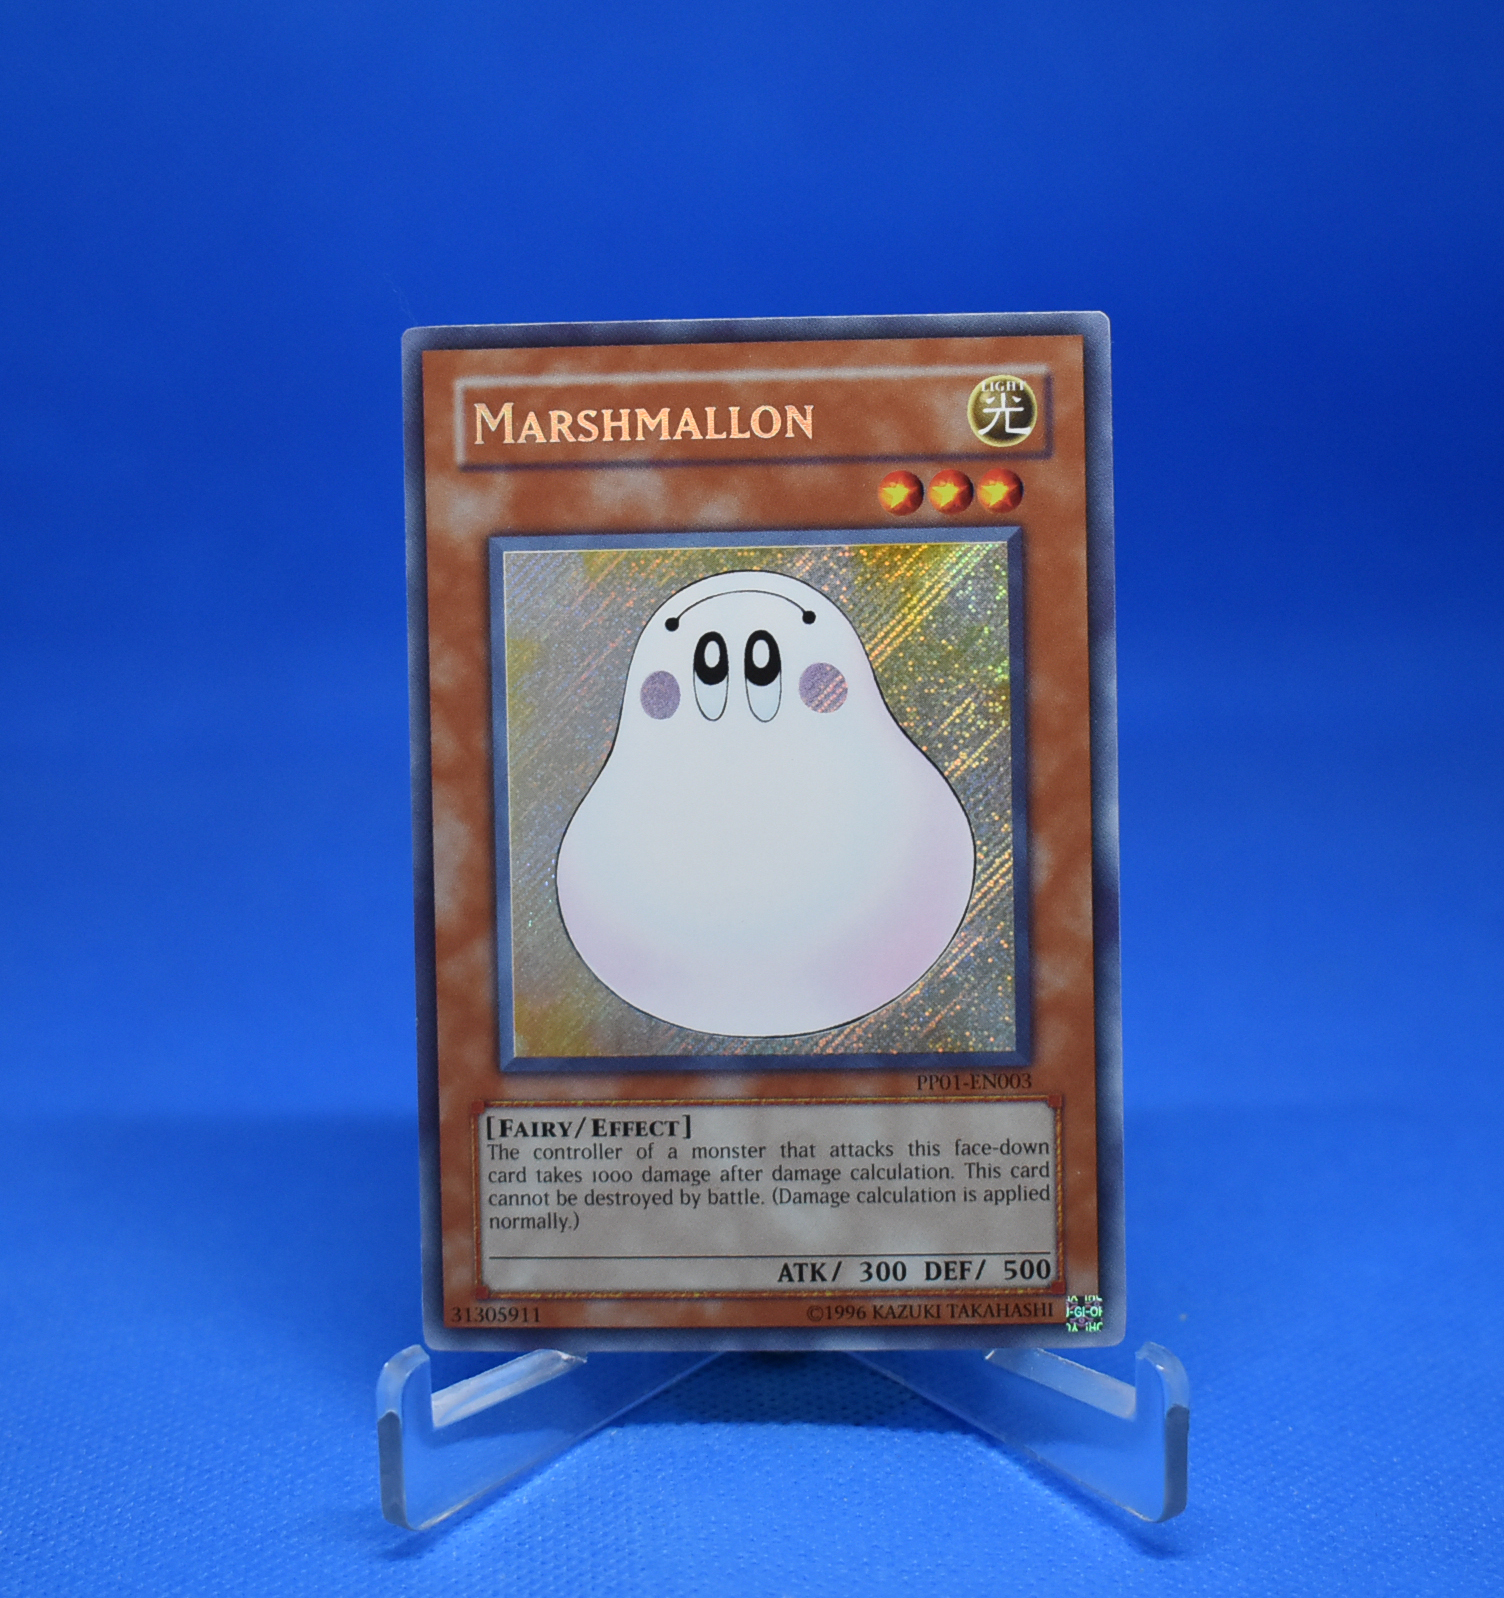 MARSHMALLON
LIGHT
光
PP01-EN003
[FAIRY/EFFECT]
The controller of a monster that attacks this face-down
card takes 1000 damage after damage calculation. This card
cannot be destroyed by battle. (Damage calculation is applied
normally.)
ATK/ 300 DEF/ 500
31305911
©1996 KAZUKI TAKAHASHI